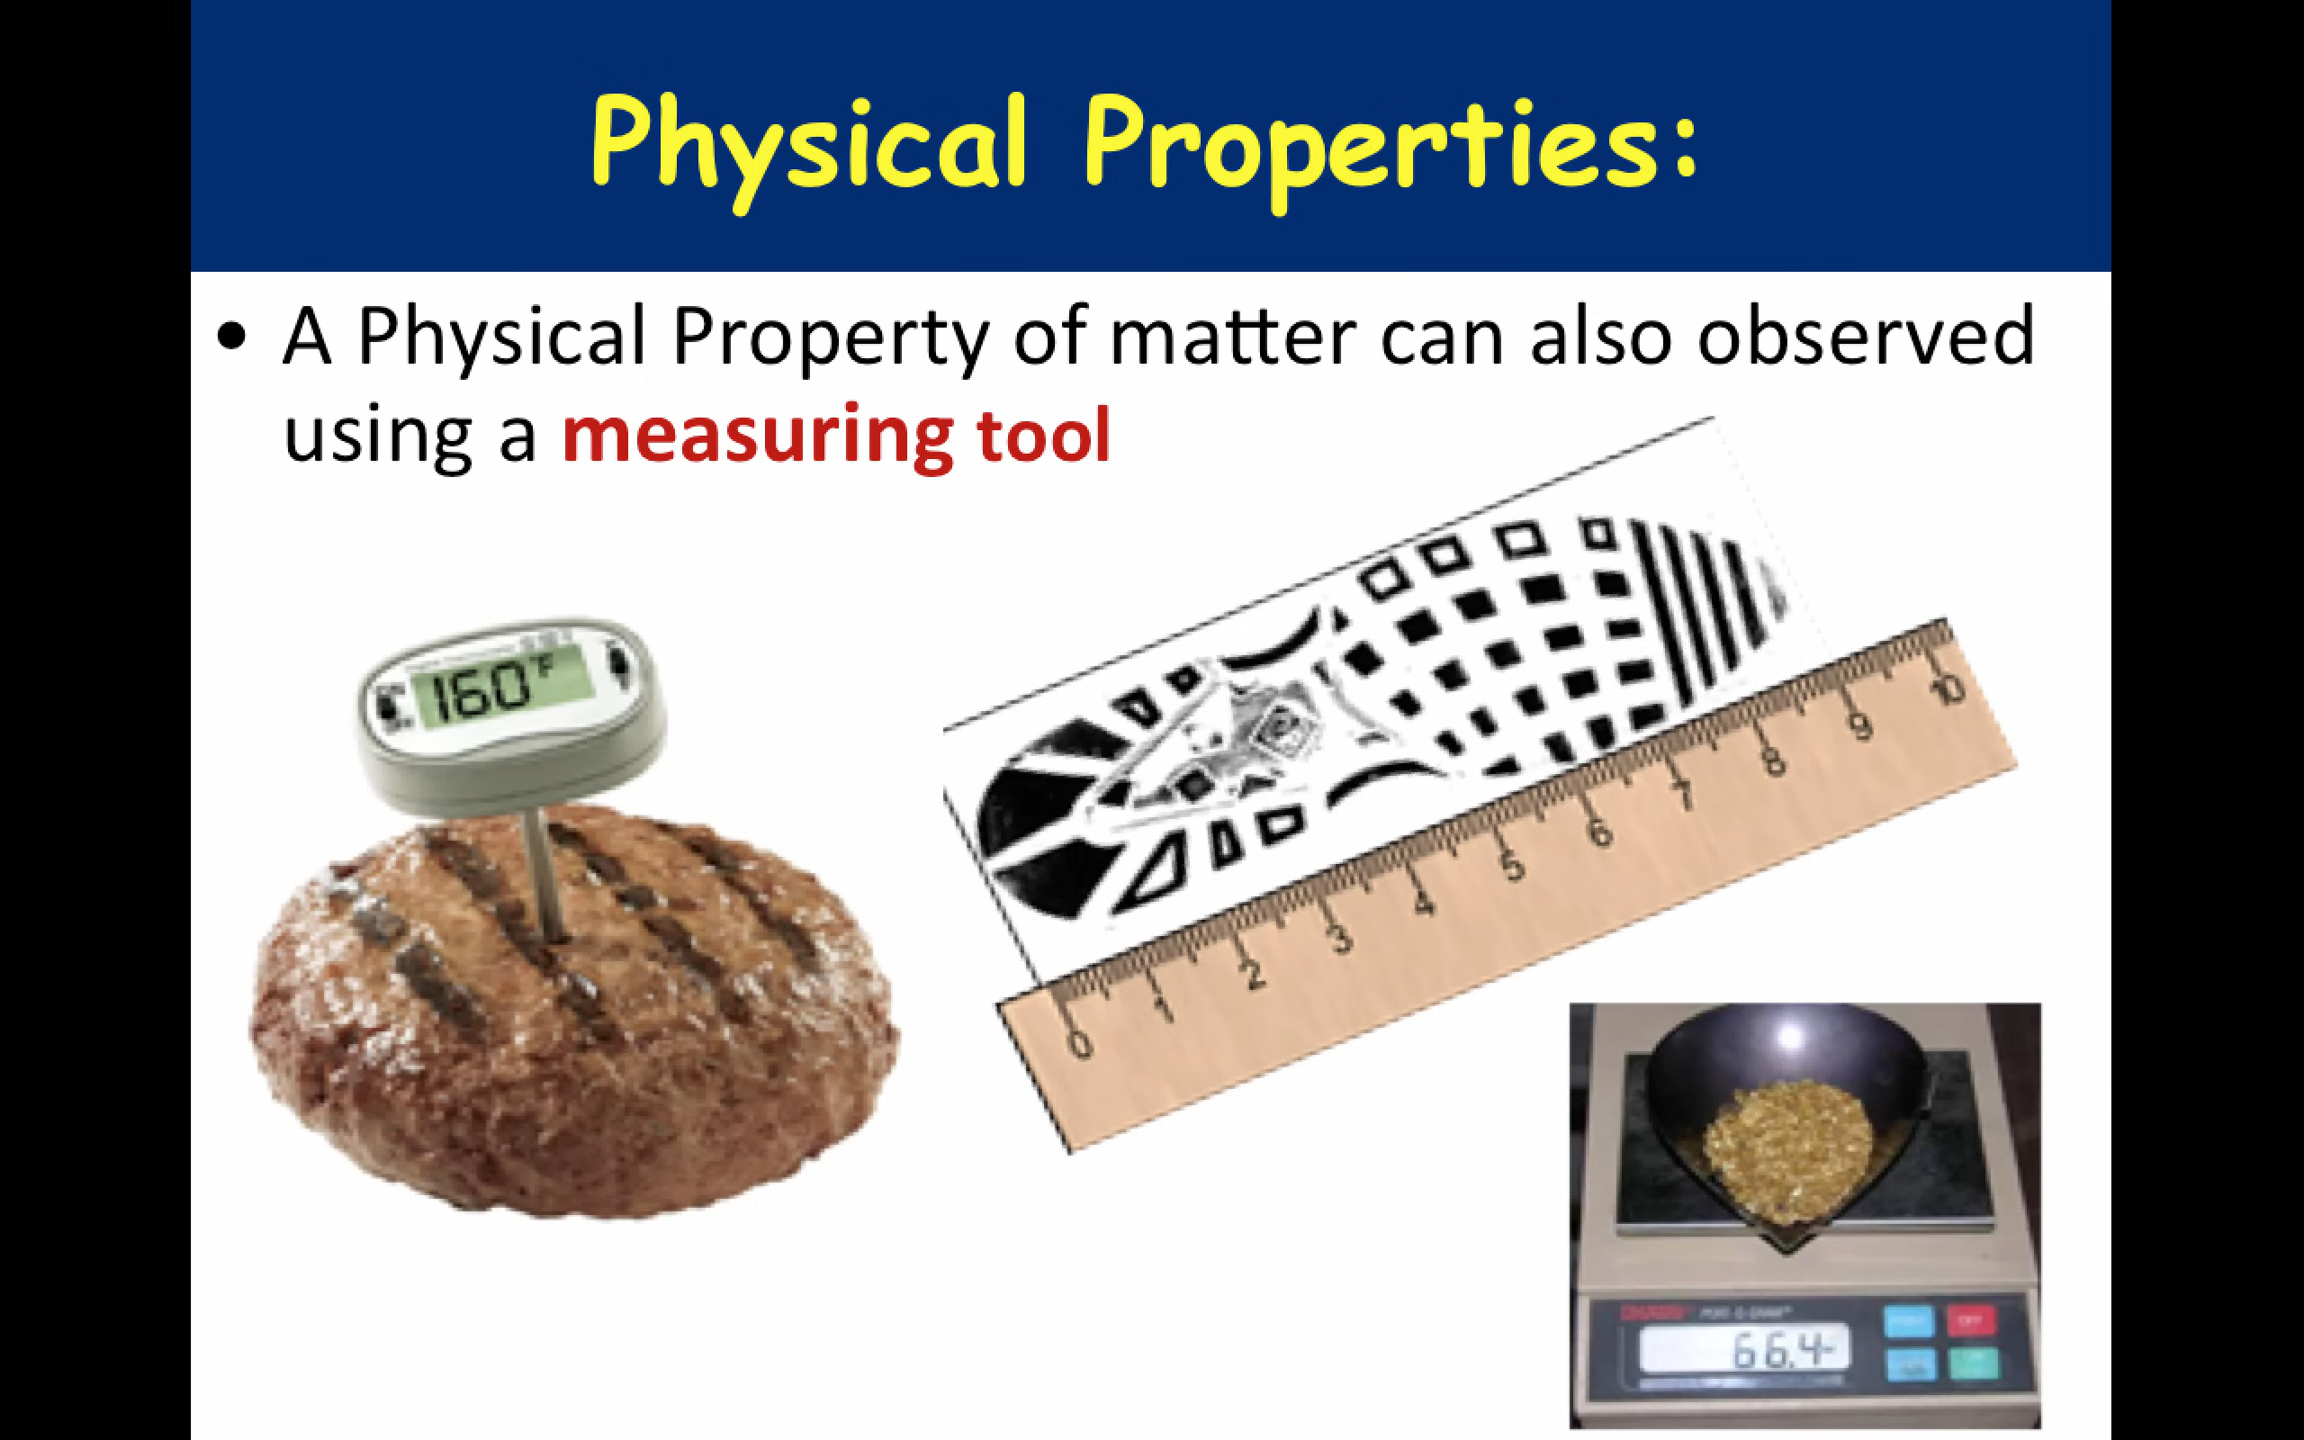 Physical Properties:
• A Physical Property of matter can also observed
using a measuring tool
160°F
0 1 2 3 4 5 6 7 8 9 10
66.4